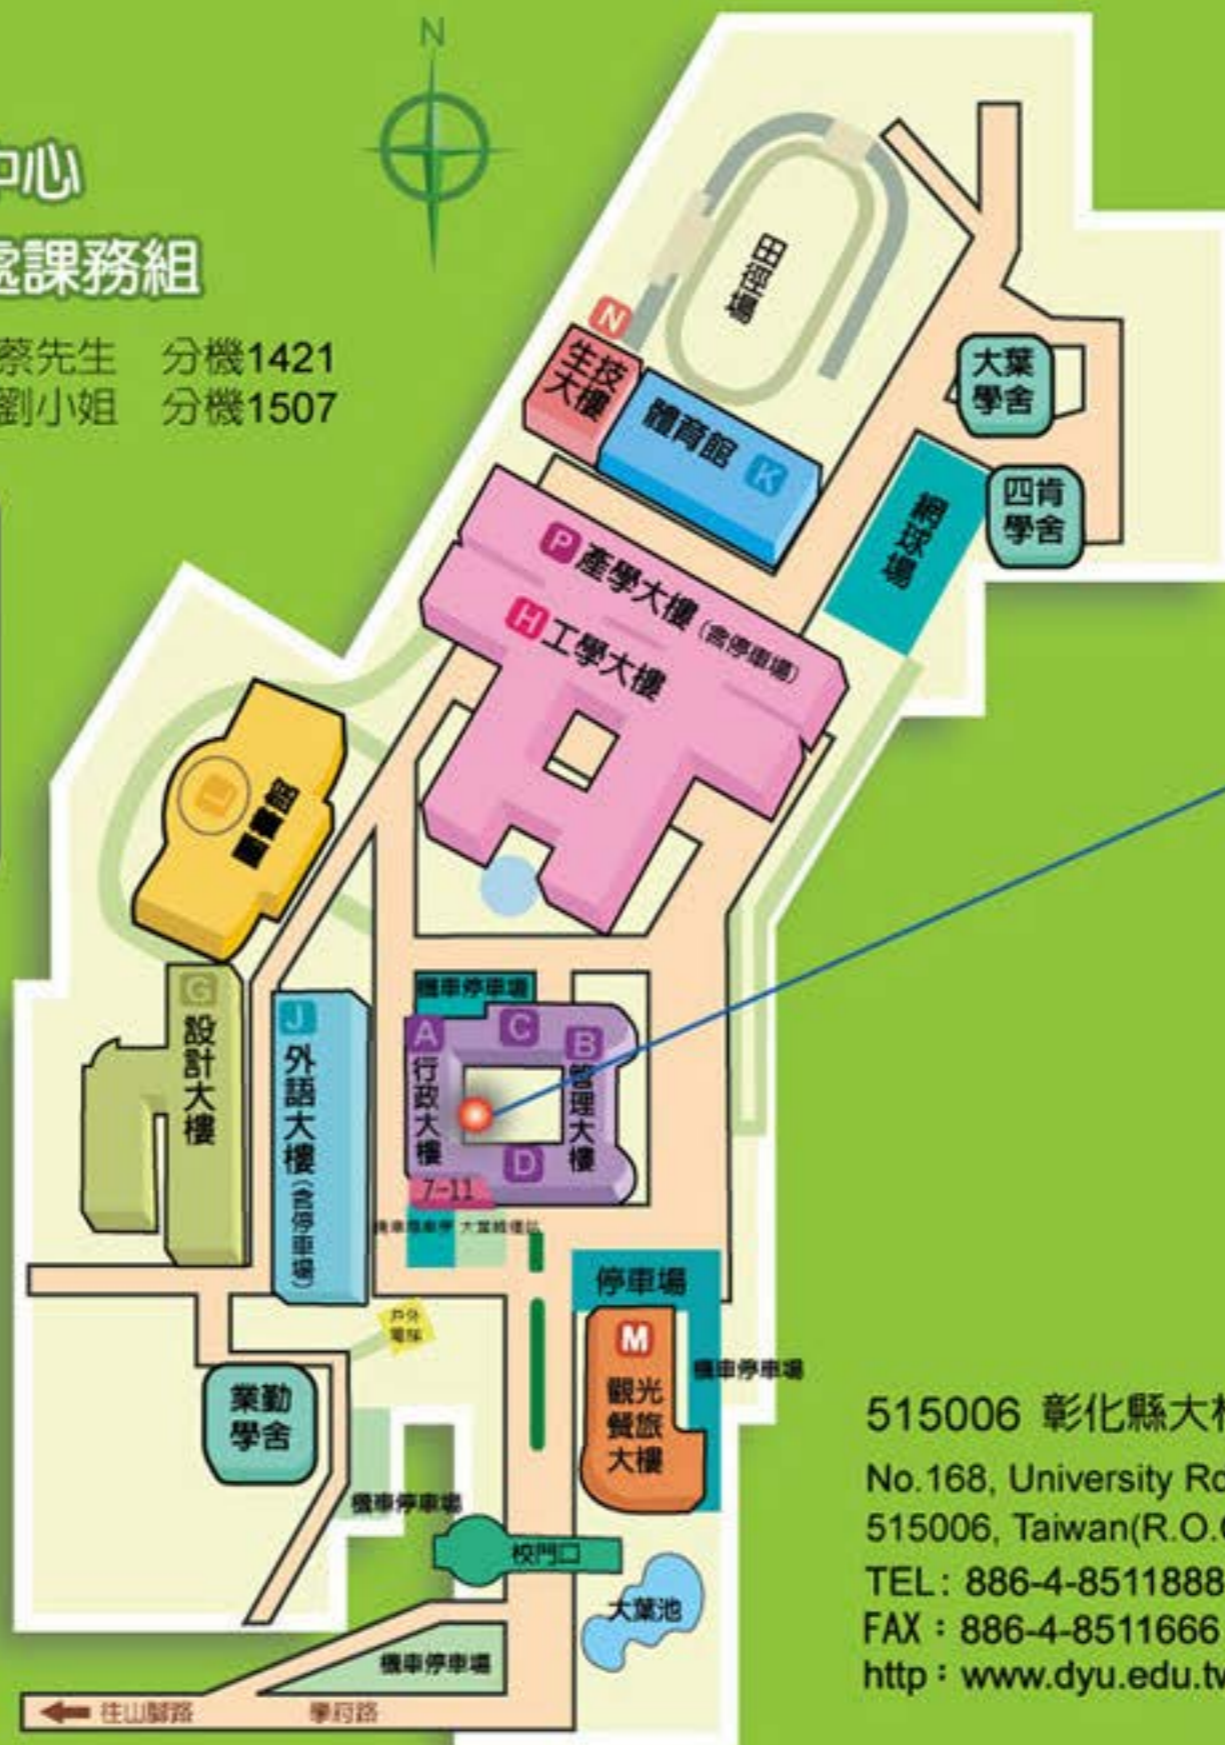 N
中心
處課務組
蔡先生 分機1421
劉小姐 分機1507
田徑場
N
生技
大樓
體育館 K
大葉
學舍
四肯
學舍
網球場
P 產學大樓 (含停車場)
H 工學大樓
L
圖書館
G
設計大樓
J
外語大樓(含停車場)
機車停車場
A
行政大樓
C
B
管理大樓
D
7-11
停車場
戶外
M
觀光
餐旅
大樓
機車停車場
業勤
學舍
機車停車場
校門口
大葉池
機車停車場
往山腳路 學府路
515006 彰化縣大村
No.168, University Rd
515006, Taiwan(R.O.
TEL: 886-4-8511888
FAX:886-4-8511666
http:www.dyu.edu.tw